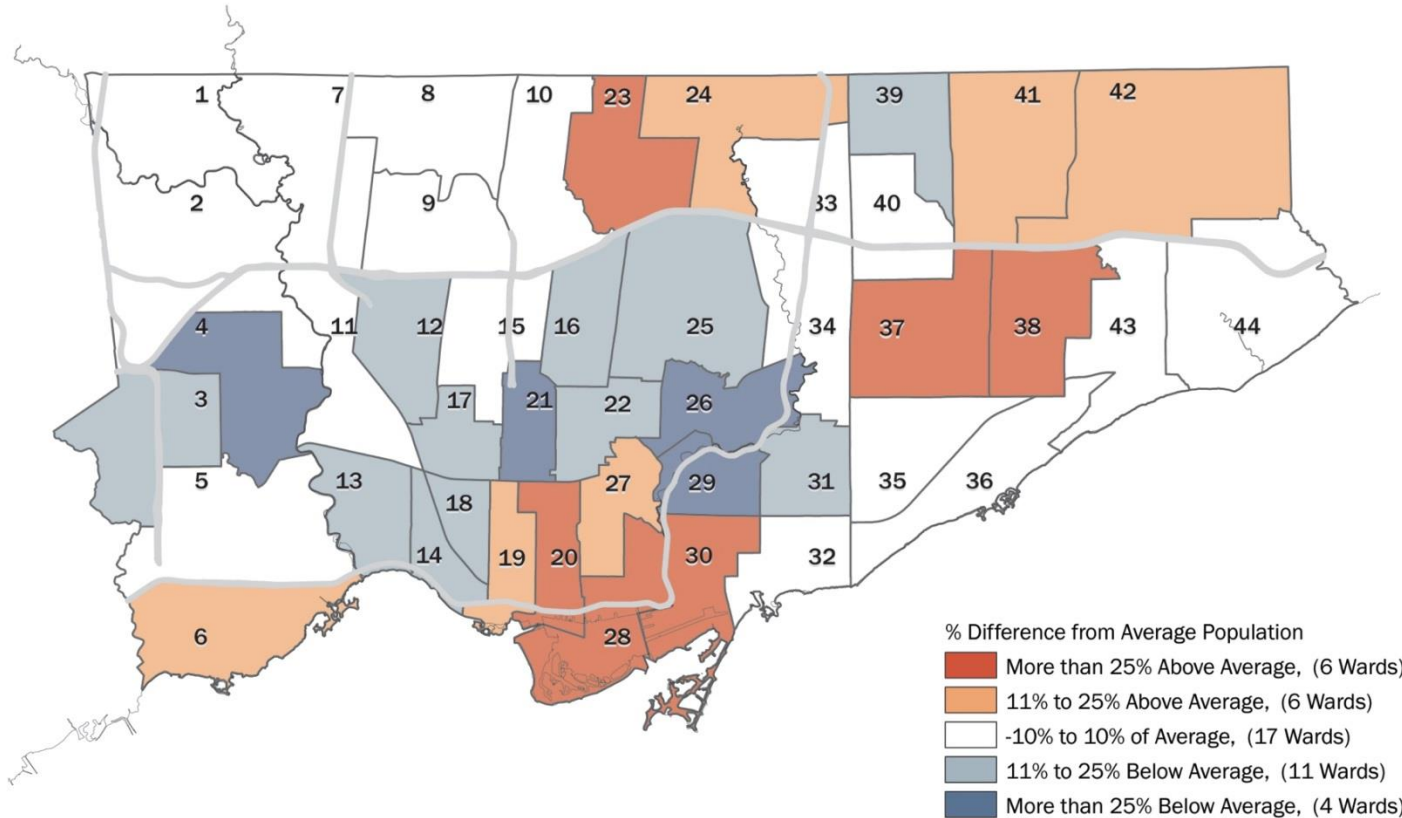 1 7 8 10 23 24 39 41 42
2 9 33 40
4 11 12 15 16 25 34 37 38 43 44
3 17 21 22 26
5 13 18 27 29 31 35 36
14 19 20 30 32
6 28
% Difference from Average Population
More than 25% Above Average, (6 Wards)
11% to 25% Above Average, (6 Wards)
-10% to 10% of Average, (17 Wards)
11% to 25% Below Average, (11 Wards)
More than 25% Below Average, (4 Wards)